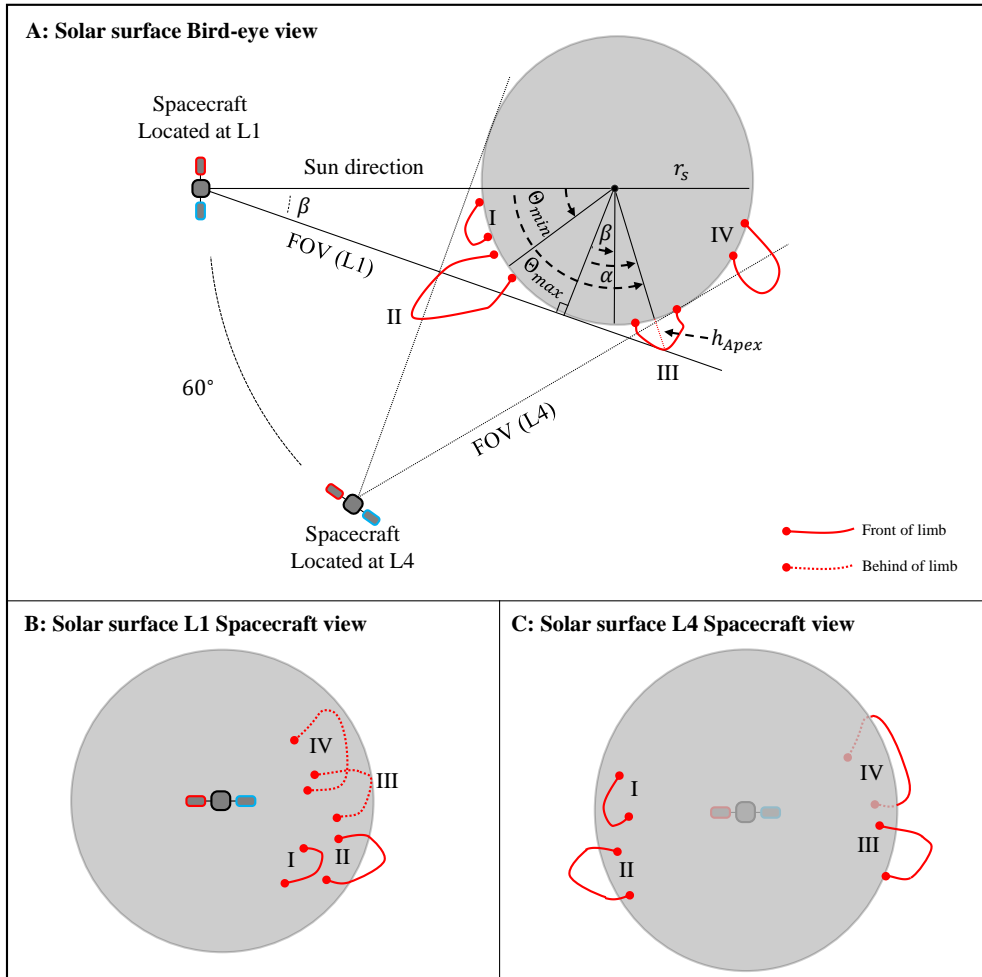 A: Solar surface Bird-eye view
Spacecraft
Located at L1
Sun direction
r_s
β
Θ_min
I
β
IV
FOV (L1)
α
Θ_max
II
h_Apex
III
60°
FOV (L4)
Spacecraft
Located at L4
Front of limb
Behind of limb
B: Solar surface L1 Spacecraft view
IV
III
I
II
C: Solar surface L4 Spacecraft view
IV
I
III
II